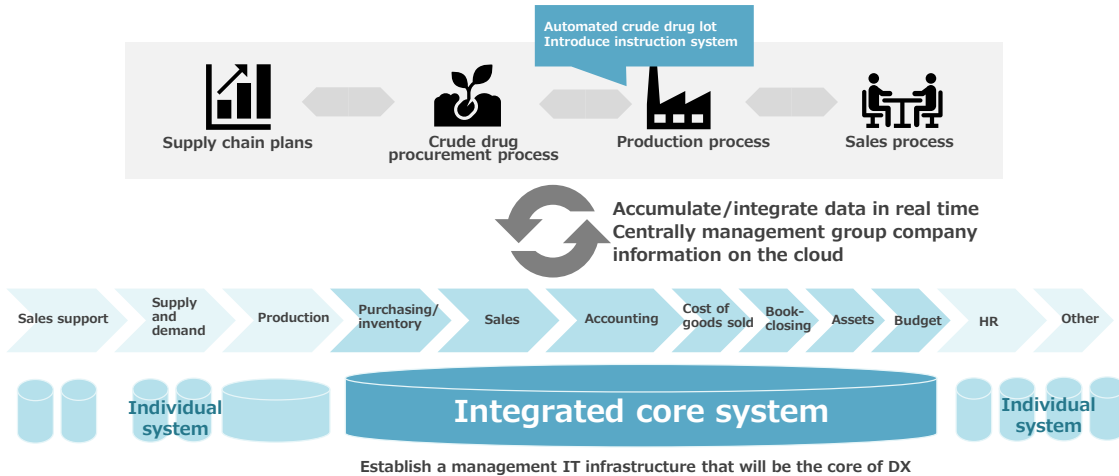 Automated crude drug lot
Introduce instruction system
Supply chain plans
Crude drug
procurement process
Production process
Sales process
Accumulate/integrate data in real time
Centrally management group company
information on the cloud
Sales support
Supply
and
demand
Production
Purchasing/
inventory
Sales
Accounting
Cost of
goods sold
Book-
closing
Assets
Budget
HR
Other
Individual
system
Integrated core system
Individual
system
Establish a management IT infrastructure that will be the core of DX